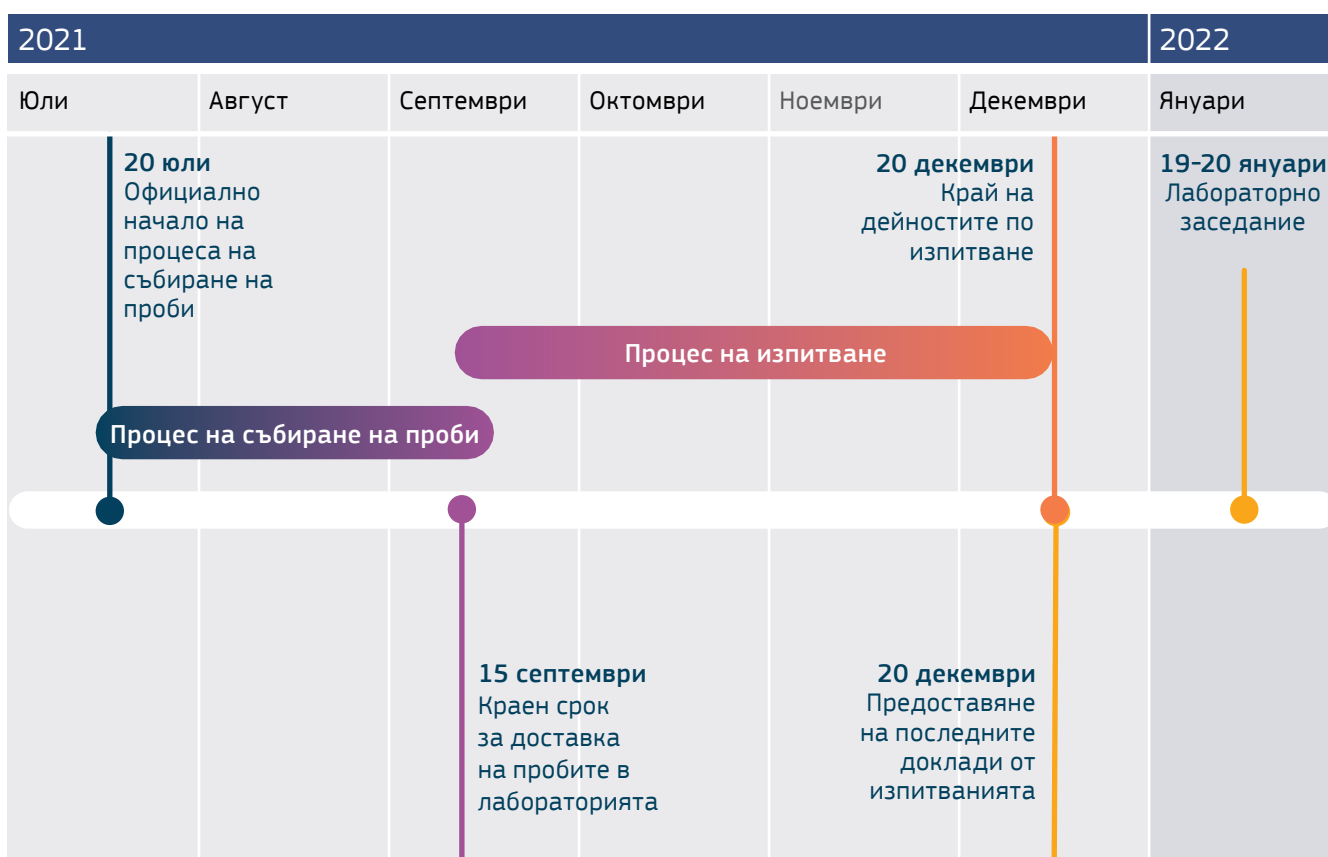 2021
2022
Юли
Август
Септември
Октомври
Ноември
Декември
Януари
20 юли
Официално
начало на
процеса на
събиране на
проби
20 декември
Край на
дейностите по
изпитване
19-20 януари
Лабораторно
заседание
Процес на изпитване
Процес на събиране на проби
15 септември
Краен срок
за доставка
на пробите в
лабораторията
20 декември
Предоставяне
на последните
доклади от
изпитванията